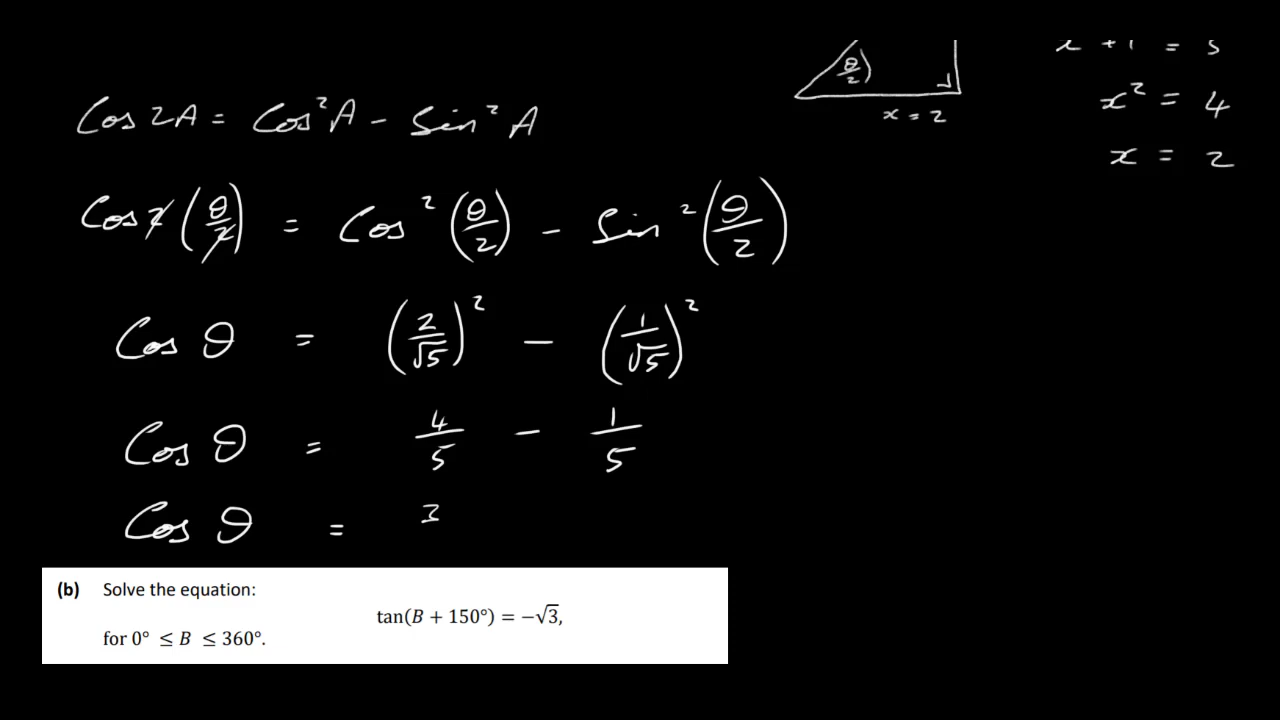 x + 1 = 5
x² = 4
x = 2
θ/2
x = 2
Cos 2A = Cos²A - Sin²A
Cos 2(θ/2) = Cos²(θ/2) - Sin²(θ/2)
Cos θ = (2/√5)² - (1/√5)²
Cos θ = 4/5 - 1/5
Cos θ = 3
(b) Solve the equation:
tan(B + 150°) = −√3,
for 0° ≤ B ≤ 360°.